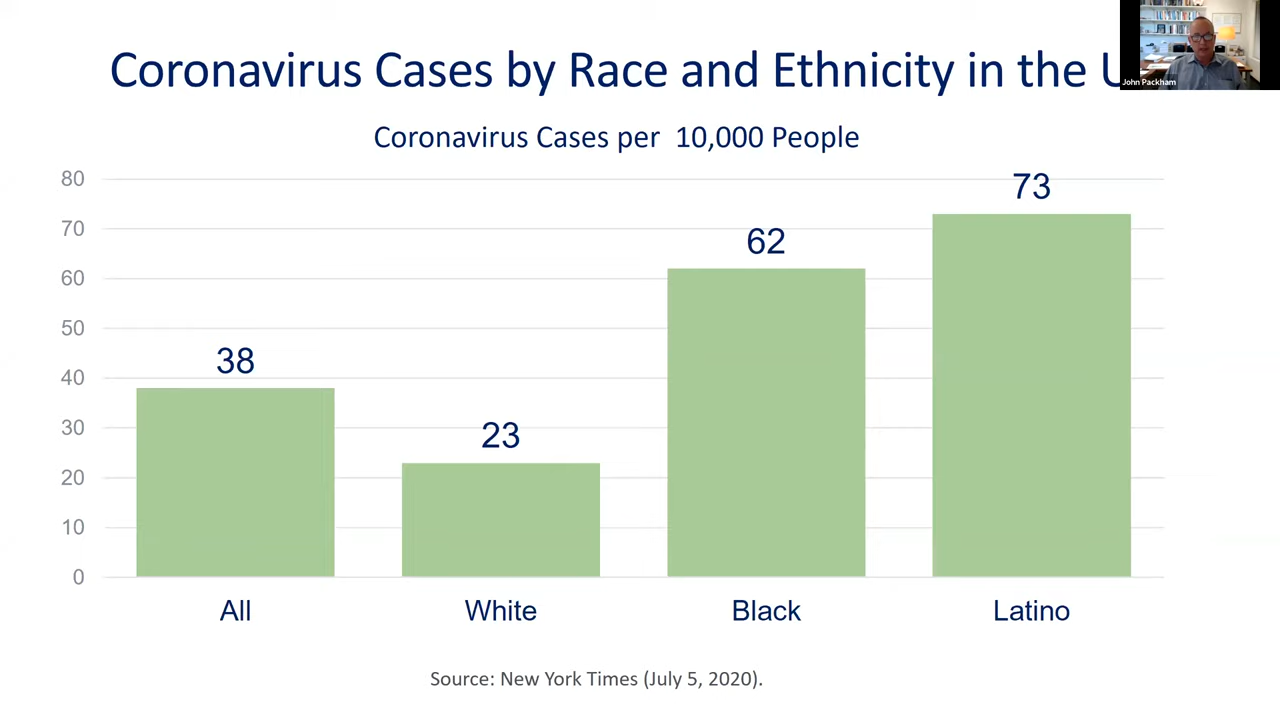 Coronavirus Cases by Race and Ethnicity in the U
John Packham
Coronavirus Cases per 10,000 People
80
70
60
50
40
30
20
10
0
38
23
62
73
All
White
Black
Latino
Source: New York Times (July 5, 2020).